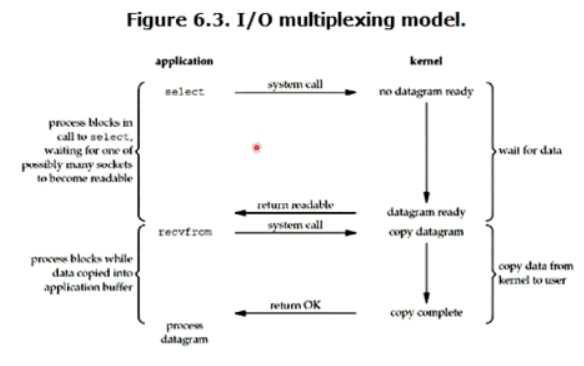 Figure 6.3. I/O multiplexing model.
application
kernel
select
system call
no datagram ready
process blocks in
call to select,
waiting for one of
possibly many sockets
to become readable
wait for data
return readable
datagram ready
recvfrom
system call
copy datagram
process blocks while
data copied into
application buffer
copy data from
kernel to user
return OK
copy complete
process
datagram